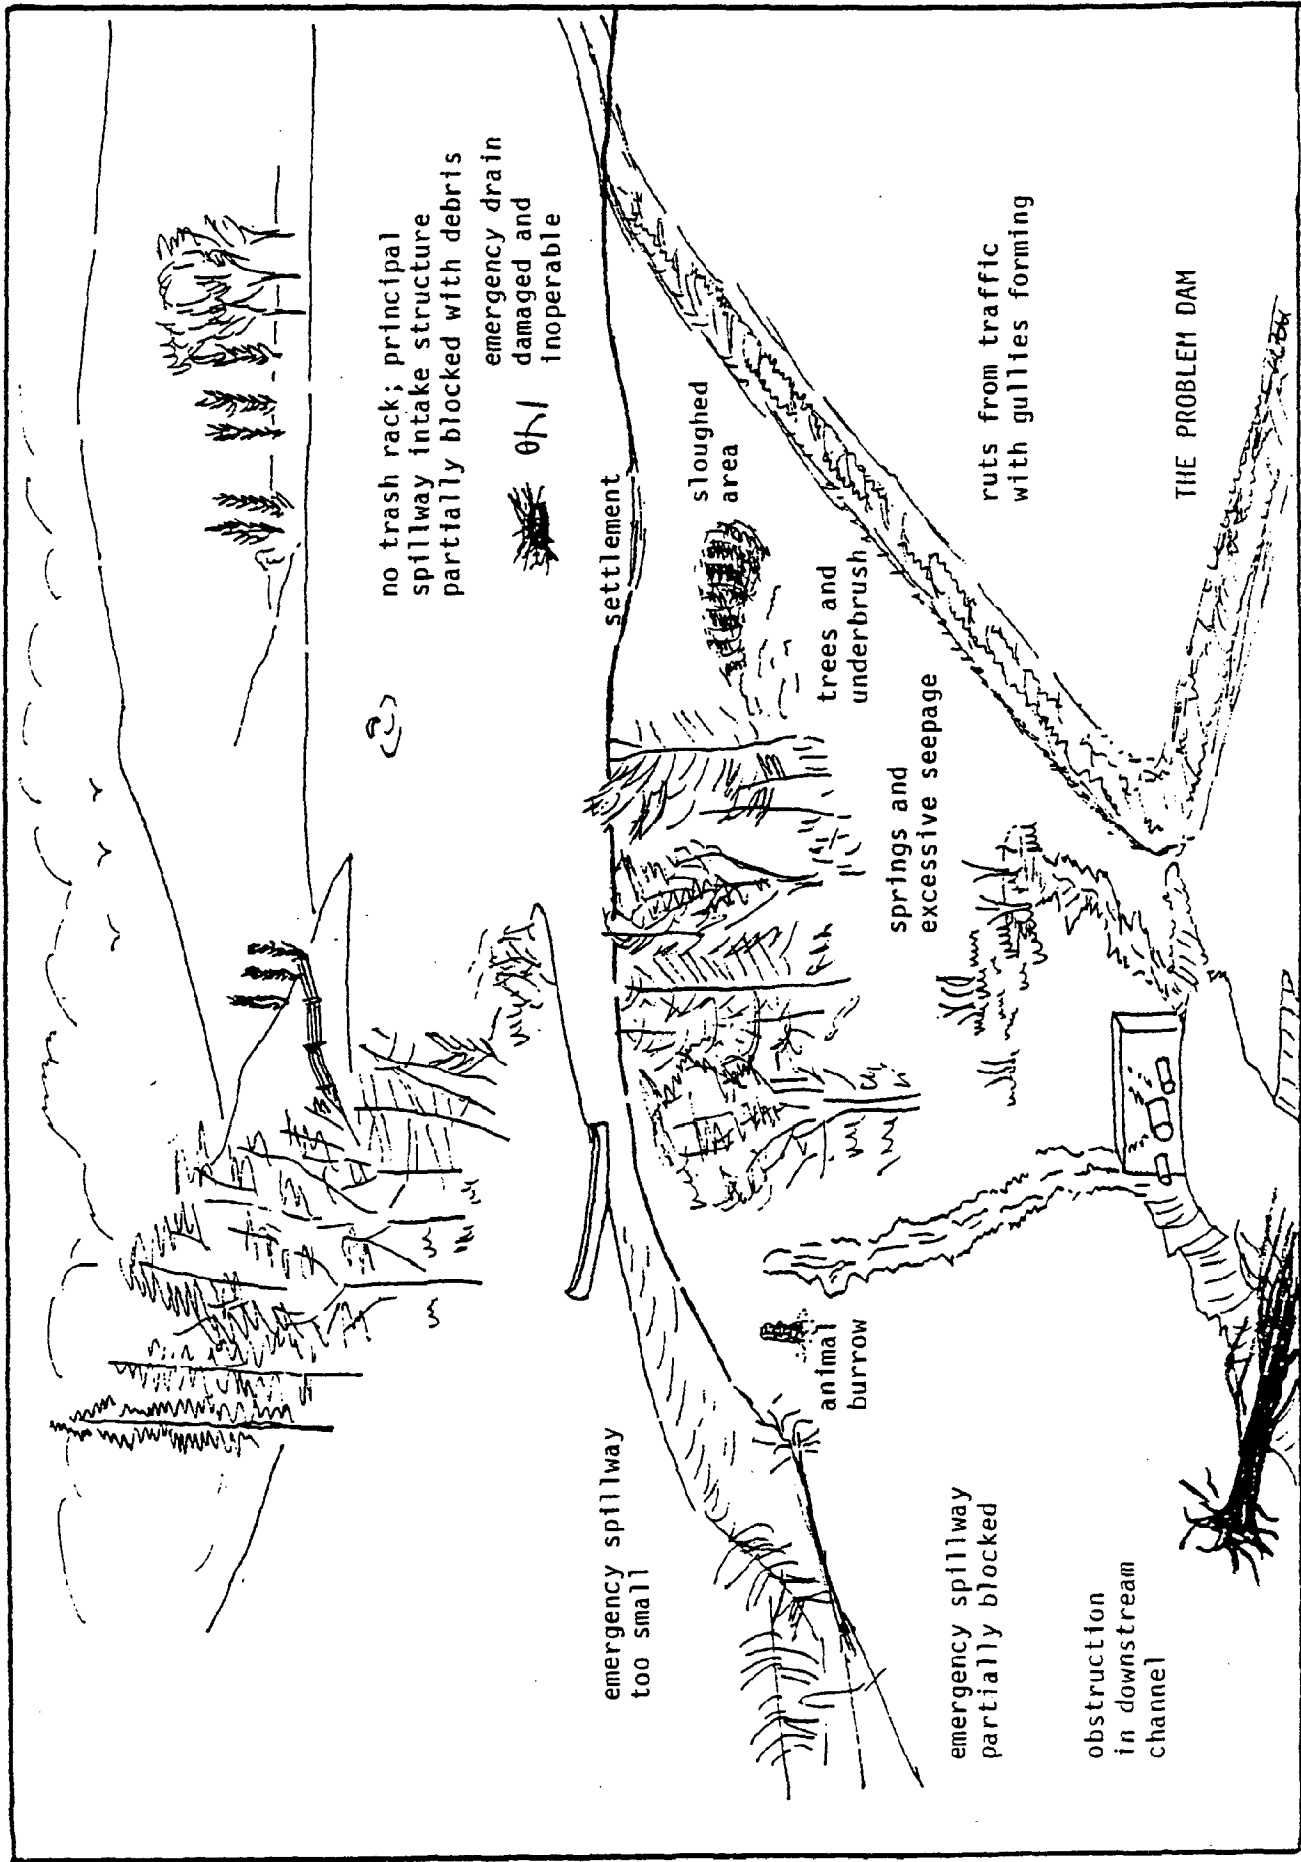 no trash rack; principal
spillway intake structure
partially blocked with debris
emergency drain
damaged and
inoperable
settlement
sloughed
area
trees and
underbrush
springs and
excessive seepage
animal
burrow
emergency spillway
too small
emergency spillway
partially blocked
obstruction
in downstream
channel
ruts from traffic
with gullies forming
THE PROBLEM DAM